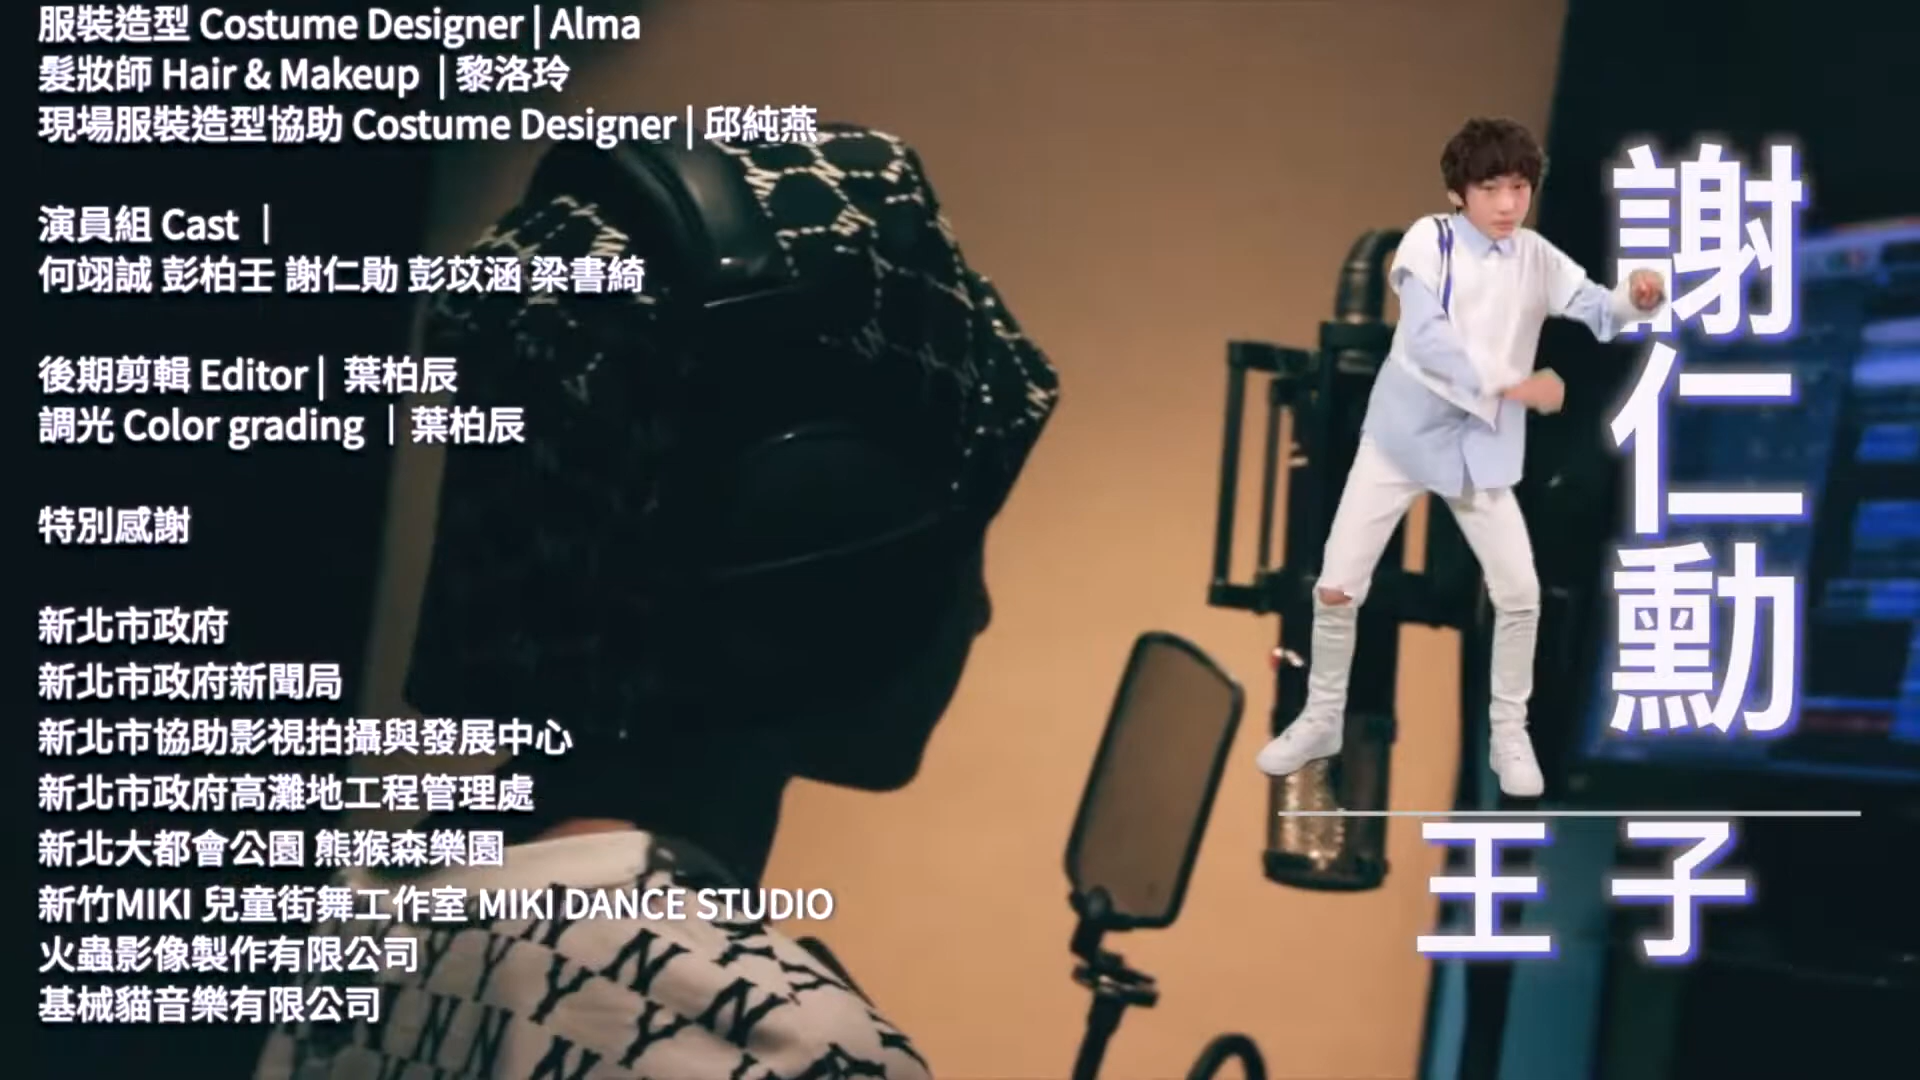 服裝造型 Costume Designer | Alma
髮妝師 Hair & Makeup | 黎洛玲
現場服裝造型協助 Costume Designer | 邱純燕
演員組 Cast |
何翊誠 彭柏壬 謝仁勛 彭苡涵 梁書綺
後期剪輯 Editor | 葉柏辰
調光 Color grading | 葉柏辰
特別感謝
新北市政府
新北市政府新聞局
新北市協助影視拍攝與發展中心
新北市政府高灘地工程管理處
新北大都會公園 熊猴森樂園
新竹MIKI 兒童街舞工作室 MIKI DANCE STUDIO
火蟲影像製作有限公司
基械貓音樂有限公司
謝仁勳
王子